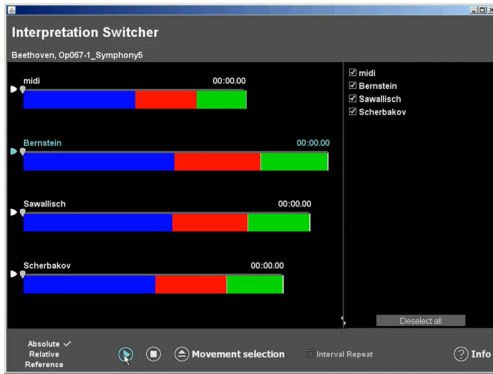 Interpretation Switcher
Beethoven, Op067-1_Symphony5
midi 00:00.00
Bernstein 00:00.00
Sawallisch 00:00.00
Scherbakov 00:00.00
midi
Bernstein
Sawallisch
Scherbakov
Deselect all
Absolute
Relative
Reference
Movement selection
Interval Repeat
? Info